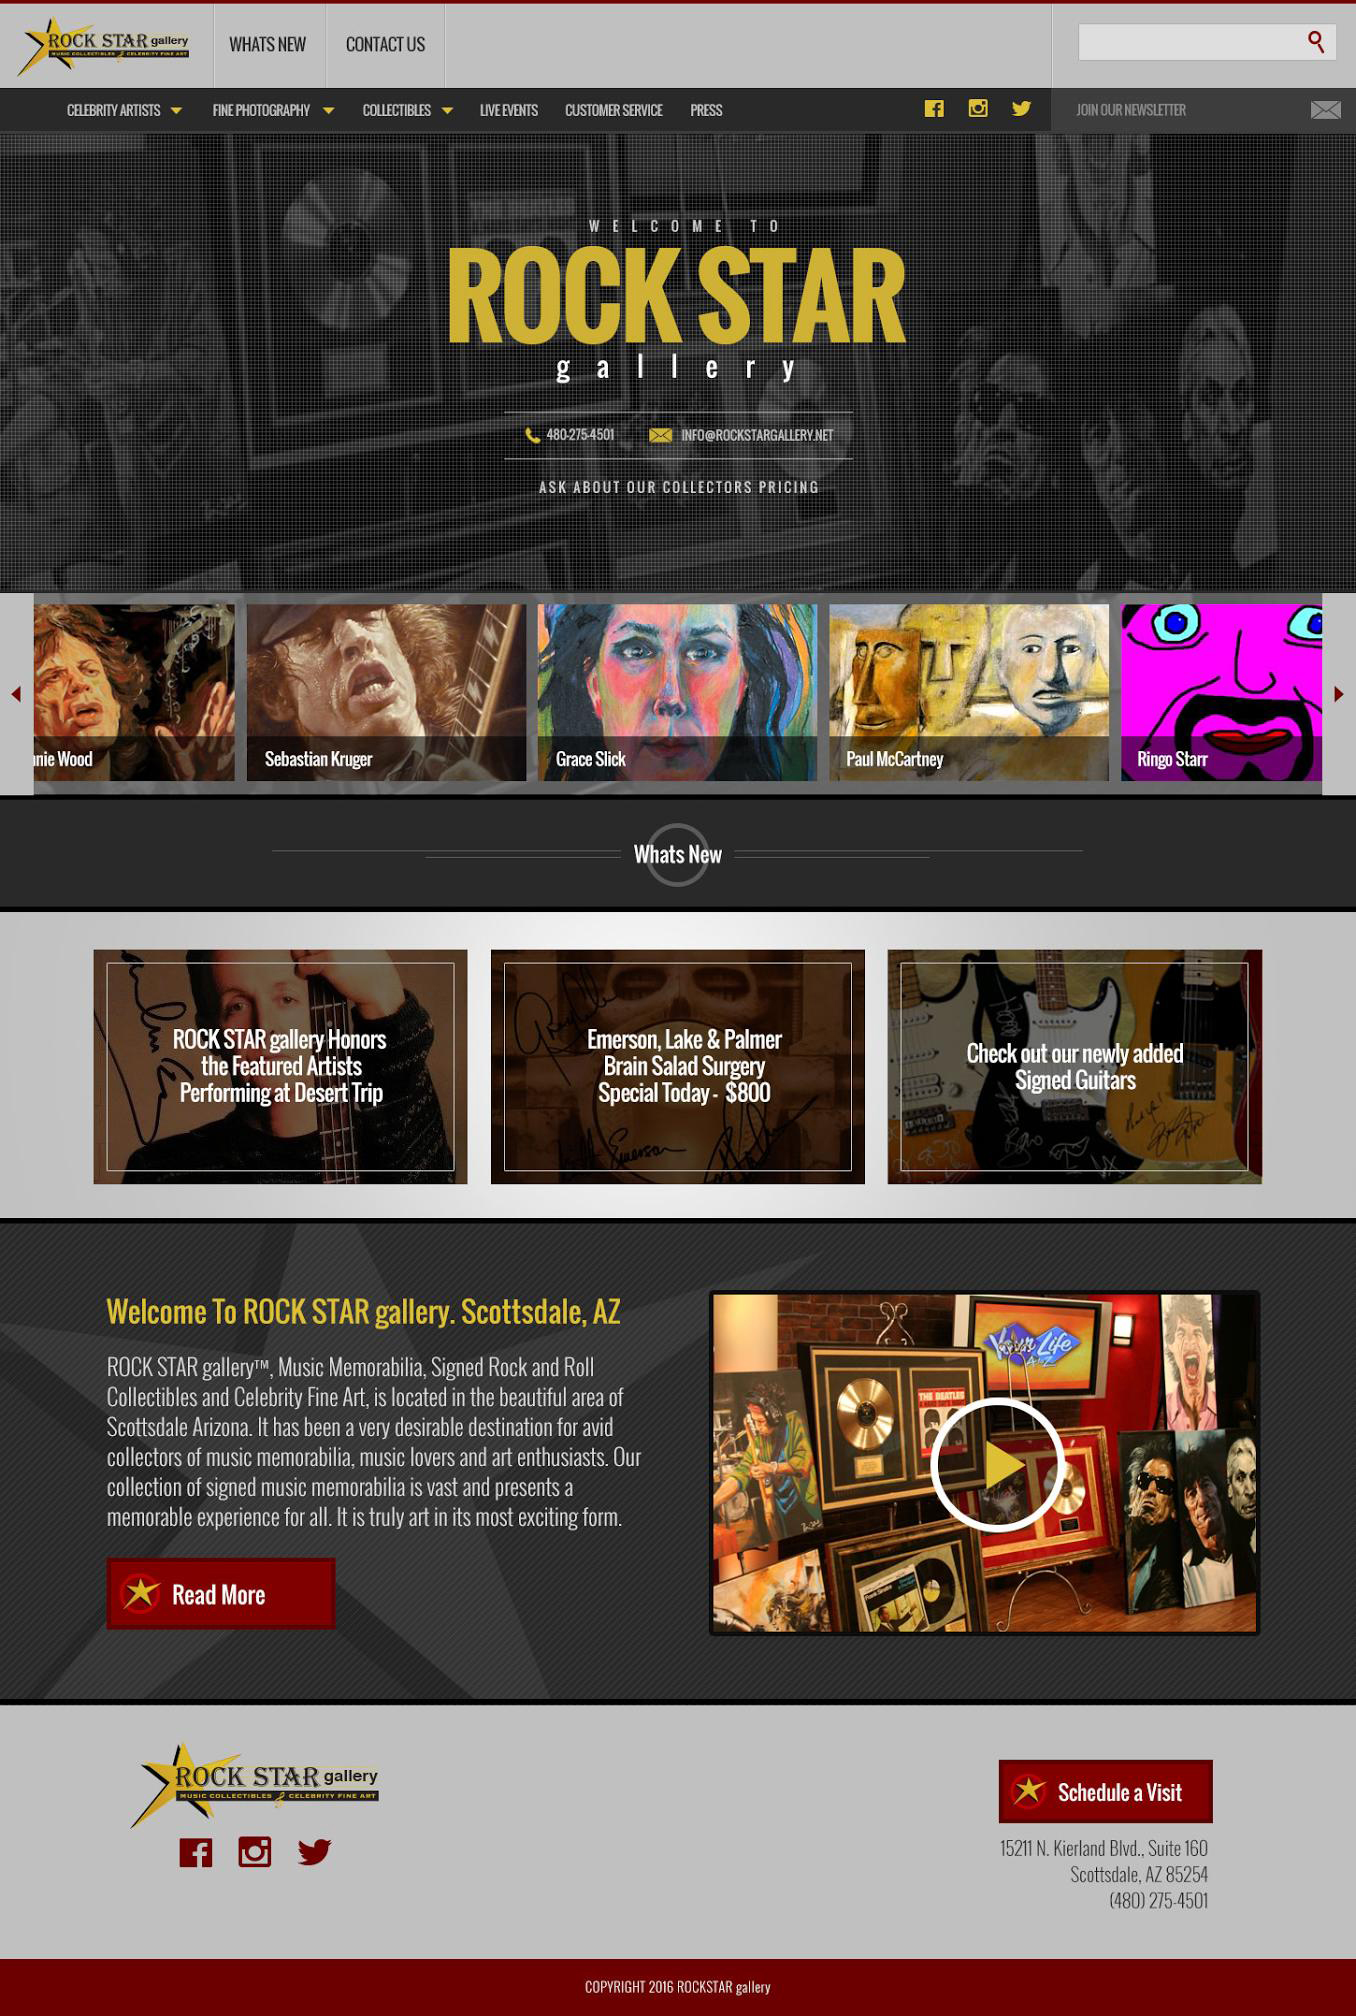 ROCK STAR gallery
MUSIC COLLECTIBLES CELEBRITY FINE ART
WHATS NEW
CONTACT US
CELEBRITY ARTISTS
FINE PHOTOGRAPHY
COLLECTIBLES
LIVE EVENTS
CUSTOMER SERVICE
PRESS
JOIN OUR NEWSLETTER
WELCOME TO
ROCK STAR
gallery
480-275-4501
INFO@ROCKSTARGALLERY.NET
ASK ABOUT OUR COLLECTORS PRICING
nnie Wood
Sebastian Kruger
Grace Slick
Paul McCartney
Ringo Starr
Whats New
ROCK STAR gallery Honors
the Featured Artists
Performing at Desert Trip
Emerson, Lake & Palmer
Brain Salad Surgery
Special Today - $800
Check out our newly added
Signed Guitars
Welcome To ROCK STAR gallery. Scottsdale, AZ
ROCK STAR gallery™, Music Memorabilia, Signed Rock and Roll
Collectibles and Celebrity Fine Art, is located in the beautiful area of
Scottsdale Arizona. It has been a very desirable destination for avid
collectors of music memorabilia, music lovers and art enthusiasts. Our
collection of signed music memorabilia is vast and presents a
memorable experience for all. It is truly art in its most exciting form.
Read More
Your Life
A to Z
THE BEATLES
ROCK STAR gallery
MUSIC COLLECTIBLES CELEBRITY FINE ART
Schedule a Visit
15211 N. Kierland Blvd., Suite 160
Scottsdale, AZ 85254
(480) 275-4501
COPYRIGHT 2016 ROCKSTAR gallery